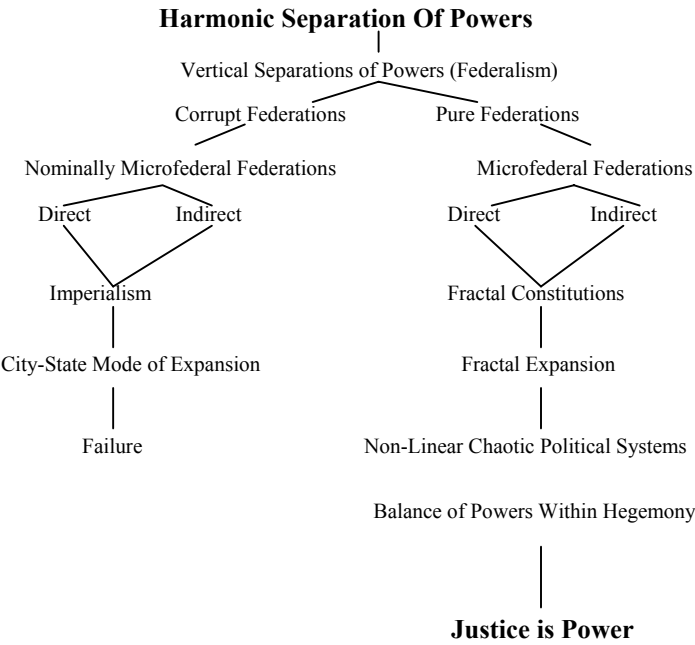 Harmonic Separation Of Powers
Vertical Separations of Powers (Federalism)
Corrupt Federations
Pure Federations
Nominally Microfederal Federations
Microfederal Federations
Direct
Indirect
Direct
Indirect
Imperialism
Fractal Constitutions
City-State Mode of Expansion
Fractal Expansion
Failure
Non-Linear Chaotic Political Systems
Balance of Powers Within Hegemony
Justice is Power